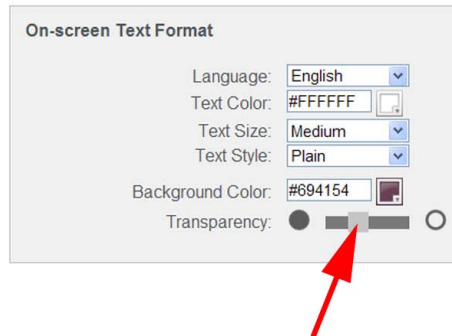 On-screen Text Format
Language: English
Text Color: #FFFFFF
Text Size: Medium
Text Style: Plain
Background Color: #694154
Transparency: